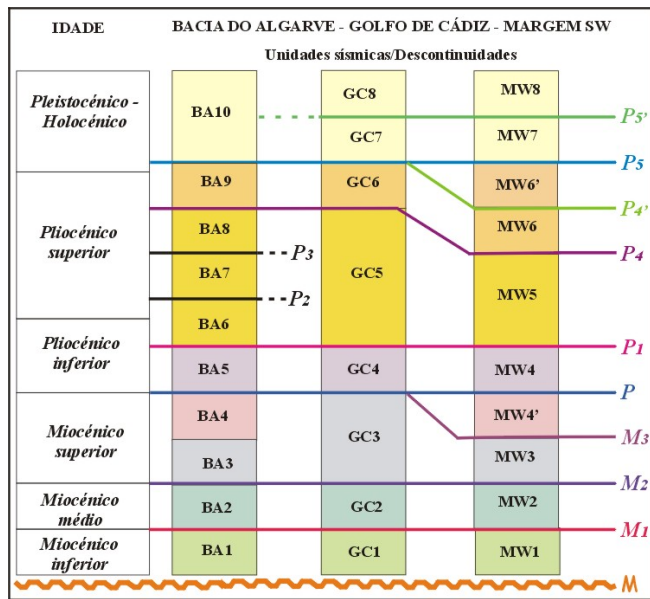 IDADE
BACIA DO ALGARVE - GOLFO DE CÁDIZ - MARGEM SW
Unidades sísmicas/Descontinuidades
Pleistocénico -
Holocénico
BA10
GC8
MW8
P5'
GC7
MW7
P5
Pliocénico
superior
BA9
GC6
MW6'
P4'
BA8
MW6
P3
P4
BA7
GC5
MW5
P2
BA6
P1
Pliocénico
inferior
BA5
GC4
MW4
P
Miocénico
superior
BA4
MW4'
GC3
M3
BA3
MW3
M2
Miocénico
médio
BA2
GC2
MW2
M1
Miocénico
inferior
BA1
GC1
MW1
M